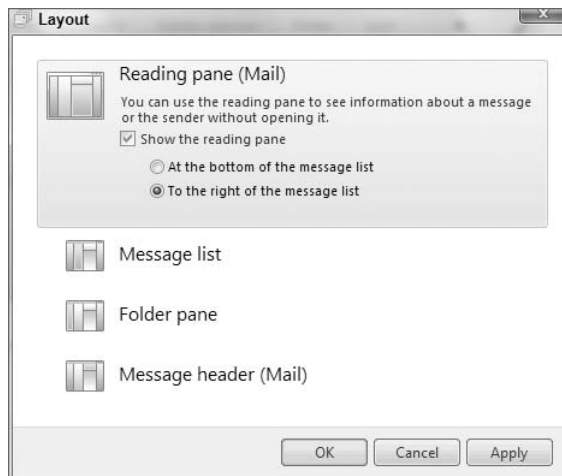 Layout
Reading pane (Mail)
You can use the reading pane to see information about a message
or the sender without opening it.
Show the reading pane
At the bottom of the message list
To the right of the message list
Message list
Folder pane
Message header (Mail)
OK Cancel Apply